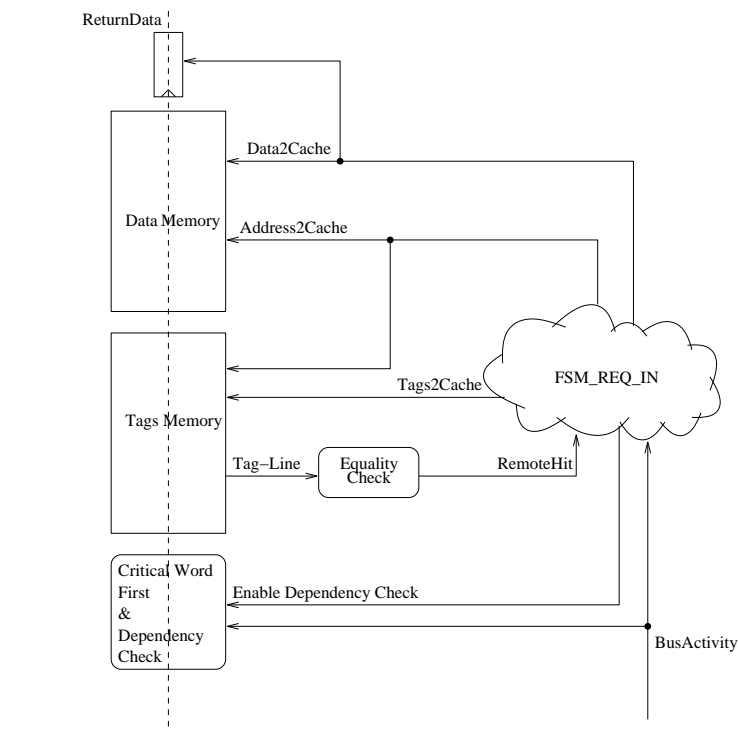 ReturnData
Data2Cache
Data Memory
Address2Cache
FSM_REQ_IN
Tags2Cache
Tags Memory
Tag-Line
Equality
Check
RemoteHit
Critical Word
First
&
Dependency
Check
Enable Dependency Check
BusActivity